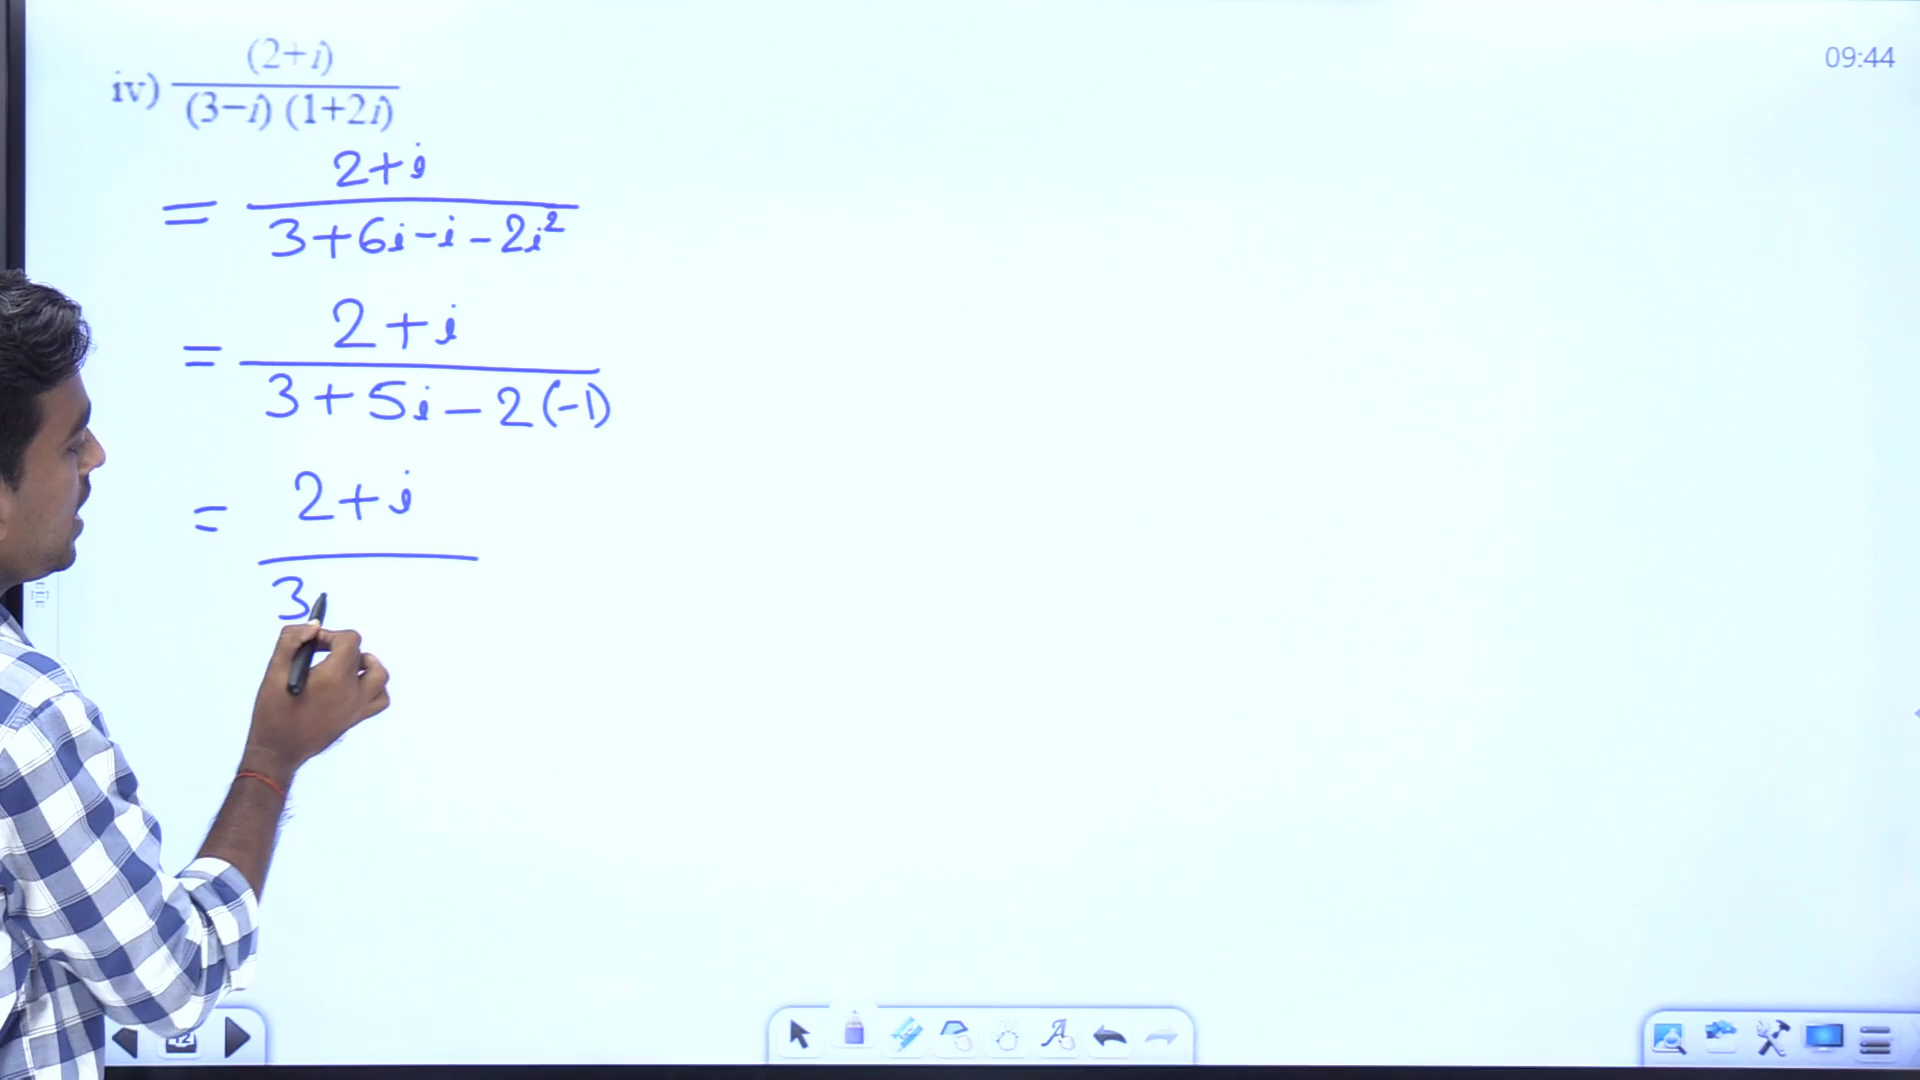 09:44
iv) (2+i)
(3−i) (1+2i)
= 2+i
3+6i-i-2i²
= 2+i
3+5i-2(-1)
= 2+i
3